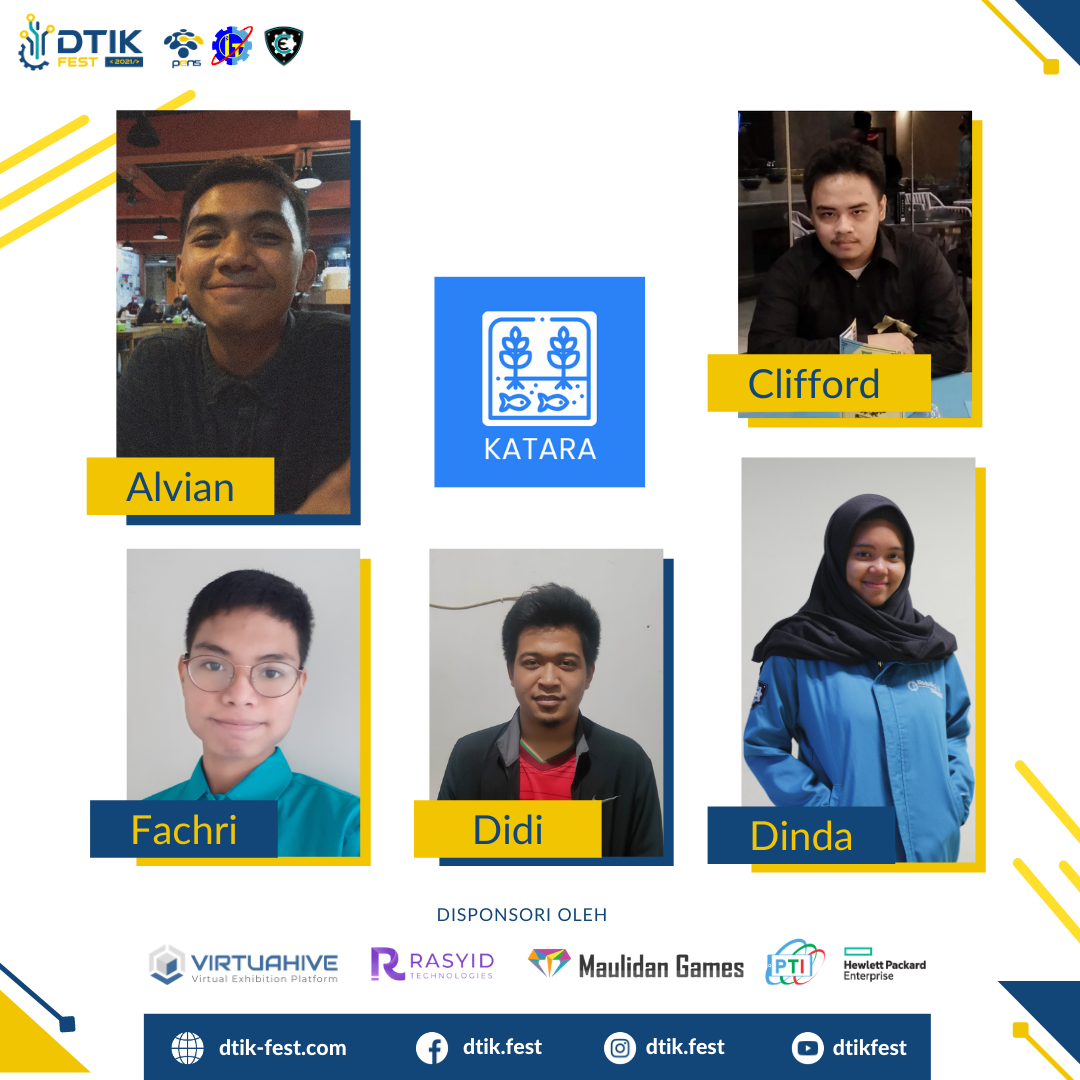 DTIK
FEST <2021/>
pens
IT
E
Alvian
KATARA
Clifford
Fachri
Didi
Dinda
DISPONSORI OLEH
VIRTUAHIVE
Virtual Exhibition Platform
RASYID
TECHNOLOGIES
Maulidan Games
PTI
Hewlett Packard
Enterprise
dtik-fest.com
dtik.fest
dtik.fest
dtikfest